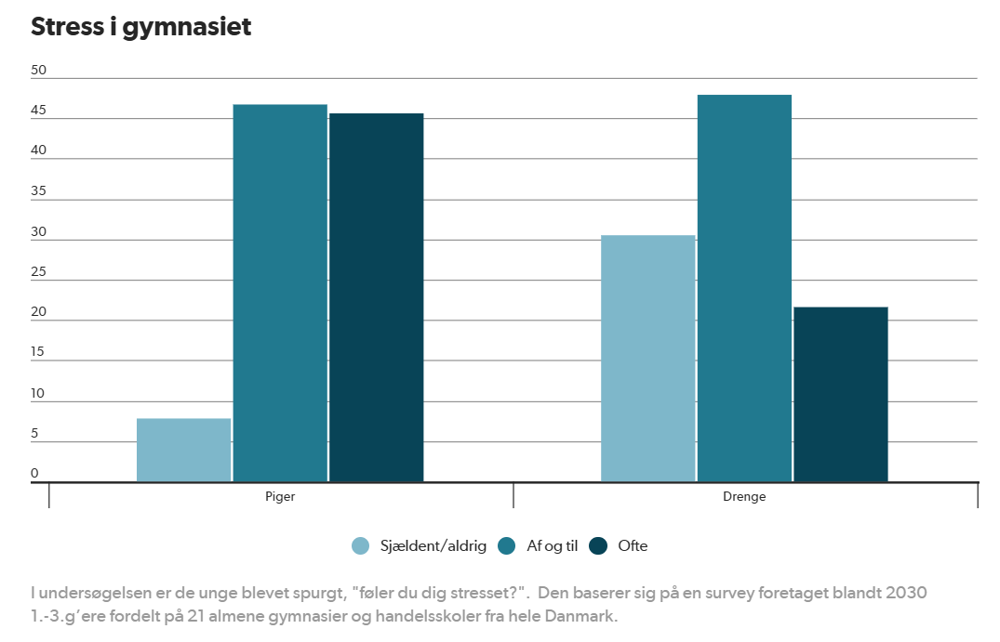 Stress i gymnasiet
50
45
40
35
30
25
20
15
10
5
0
Piger Drenge
Sjældent/aldrig Af og til Ofte
I undersøgelsen er de unge blevet spurgt, "føler du dig stresset?".  Den baserer sig på en survey foretaget blandt 2030
1.-3.g’ere fordelt på 21 almene gymnasier og handelsskoler fra hele Danmark.